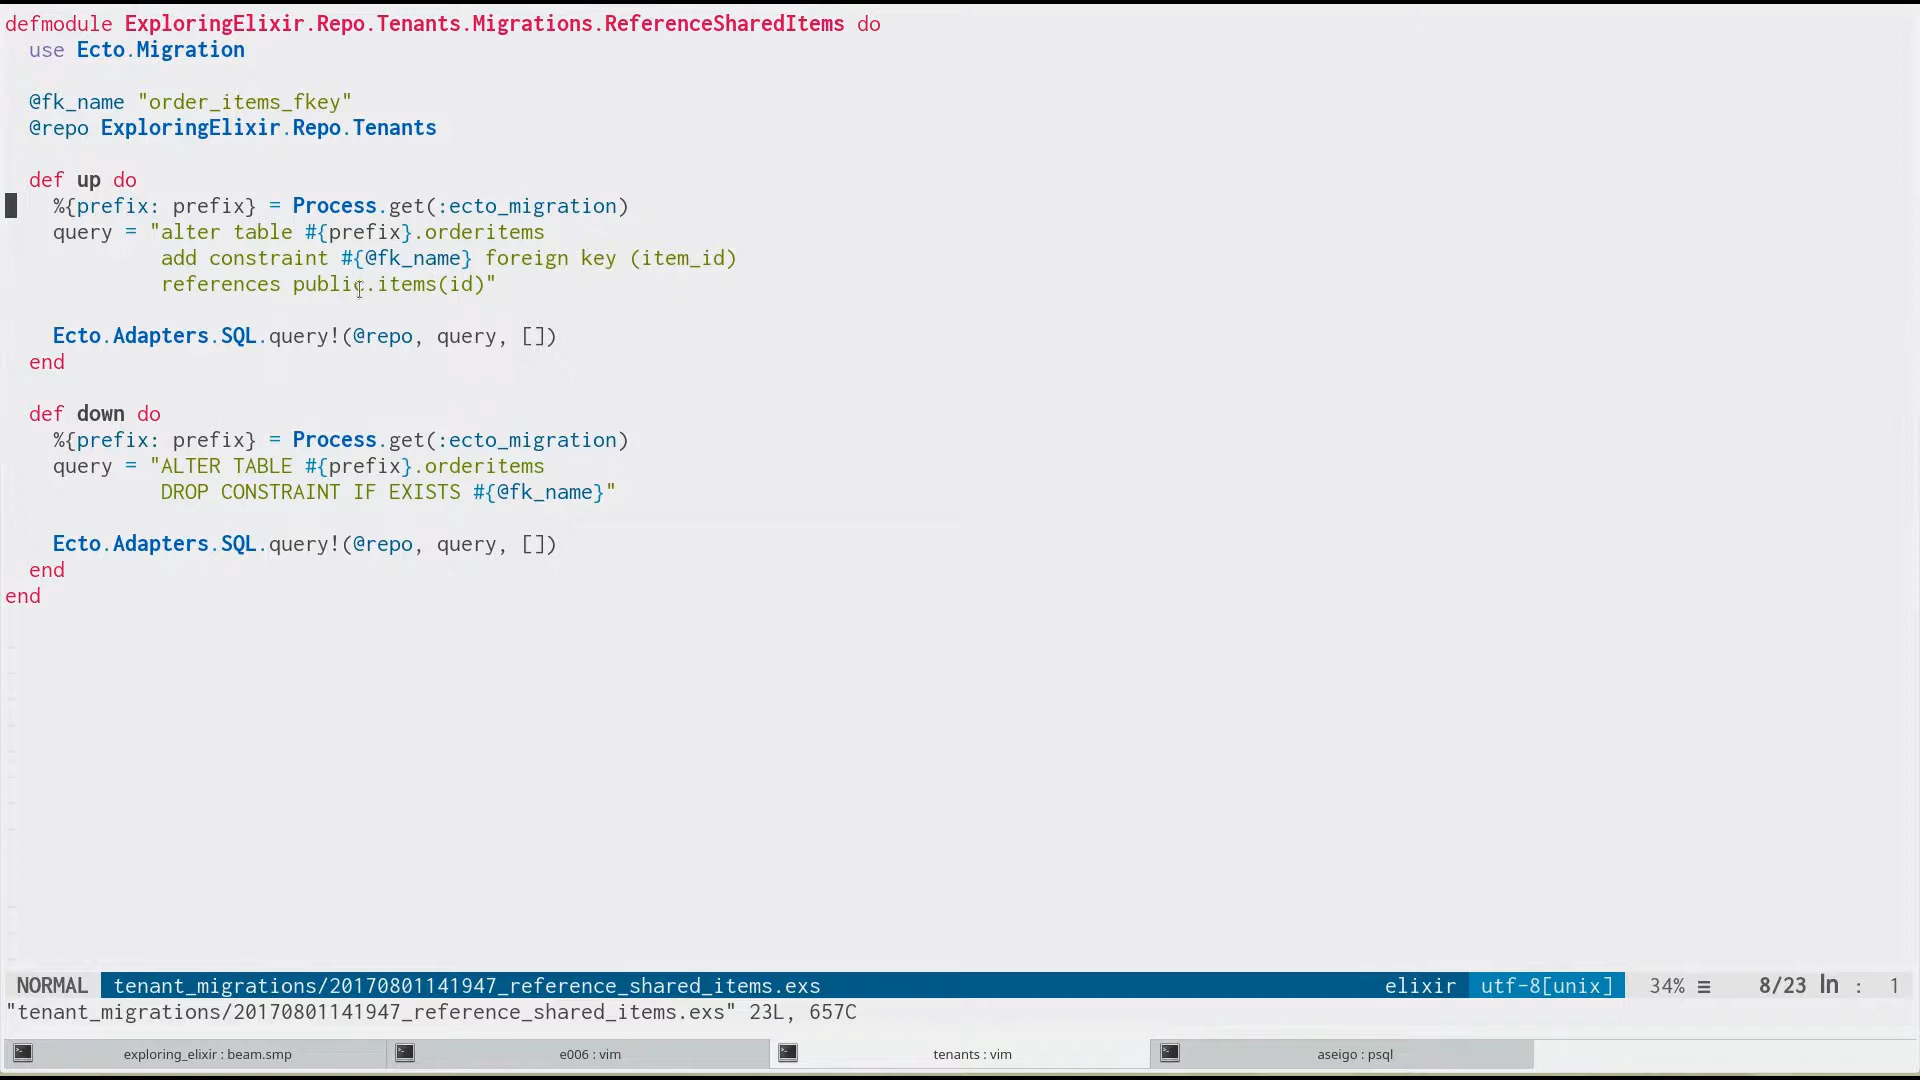 defmodule ExploringElixir.Repo.Tenants.Migrations.ReferenceSharedItems do
  use Ecto.Migration
  @fk_name "order_items_fkey"
  @repo ExploringElixir.Repo.Tenants
  def up do
    %{prefix: prefix} = Process.get(:ecto_migration)
    query = "alter table #{prefix}.orderitems
             add constraint #{@fk_name} foreign key (item_id)
             references public.items(id)"
    Ecto.Adapters.SQL.query!(@repo, query, [])
  end
  def down do
    %{prefix: prefix} = Process.get(:ecto_migration)
    query = "ALTER TABLE #{prefix}.orderitems
             DROP CONSTRAINT IF EXISTS #{@fk_name}"
    Ecto.Adapters.SQL.query!(@repo, query, [])
  end
end
NORMAL tenant_migrations/20170801141947_reference_shared_items.exs elixir utf-8[unix] 34% ≡ 8/23 ln : 1
"tenant_migrations/20170801141947_reference_shared_items.exs" 23L, 657C
exploring_elixir : beam.smp e006 : vim tenants : vim aseigo : psql